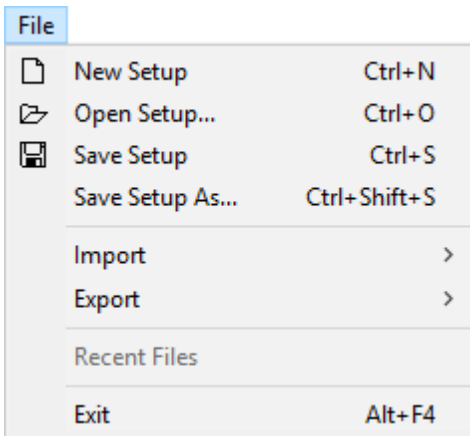 File
New Setup Ctrl+N
Open Setup... Ctrl+O
Save Setup Ctrl+S
Save Setup As... Ctrl+Shift+S
Import >
Export >
Recent Files
Exit Alt+F4